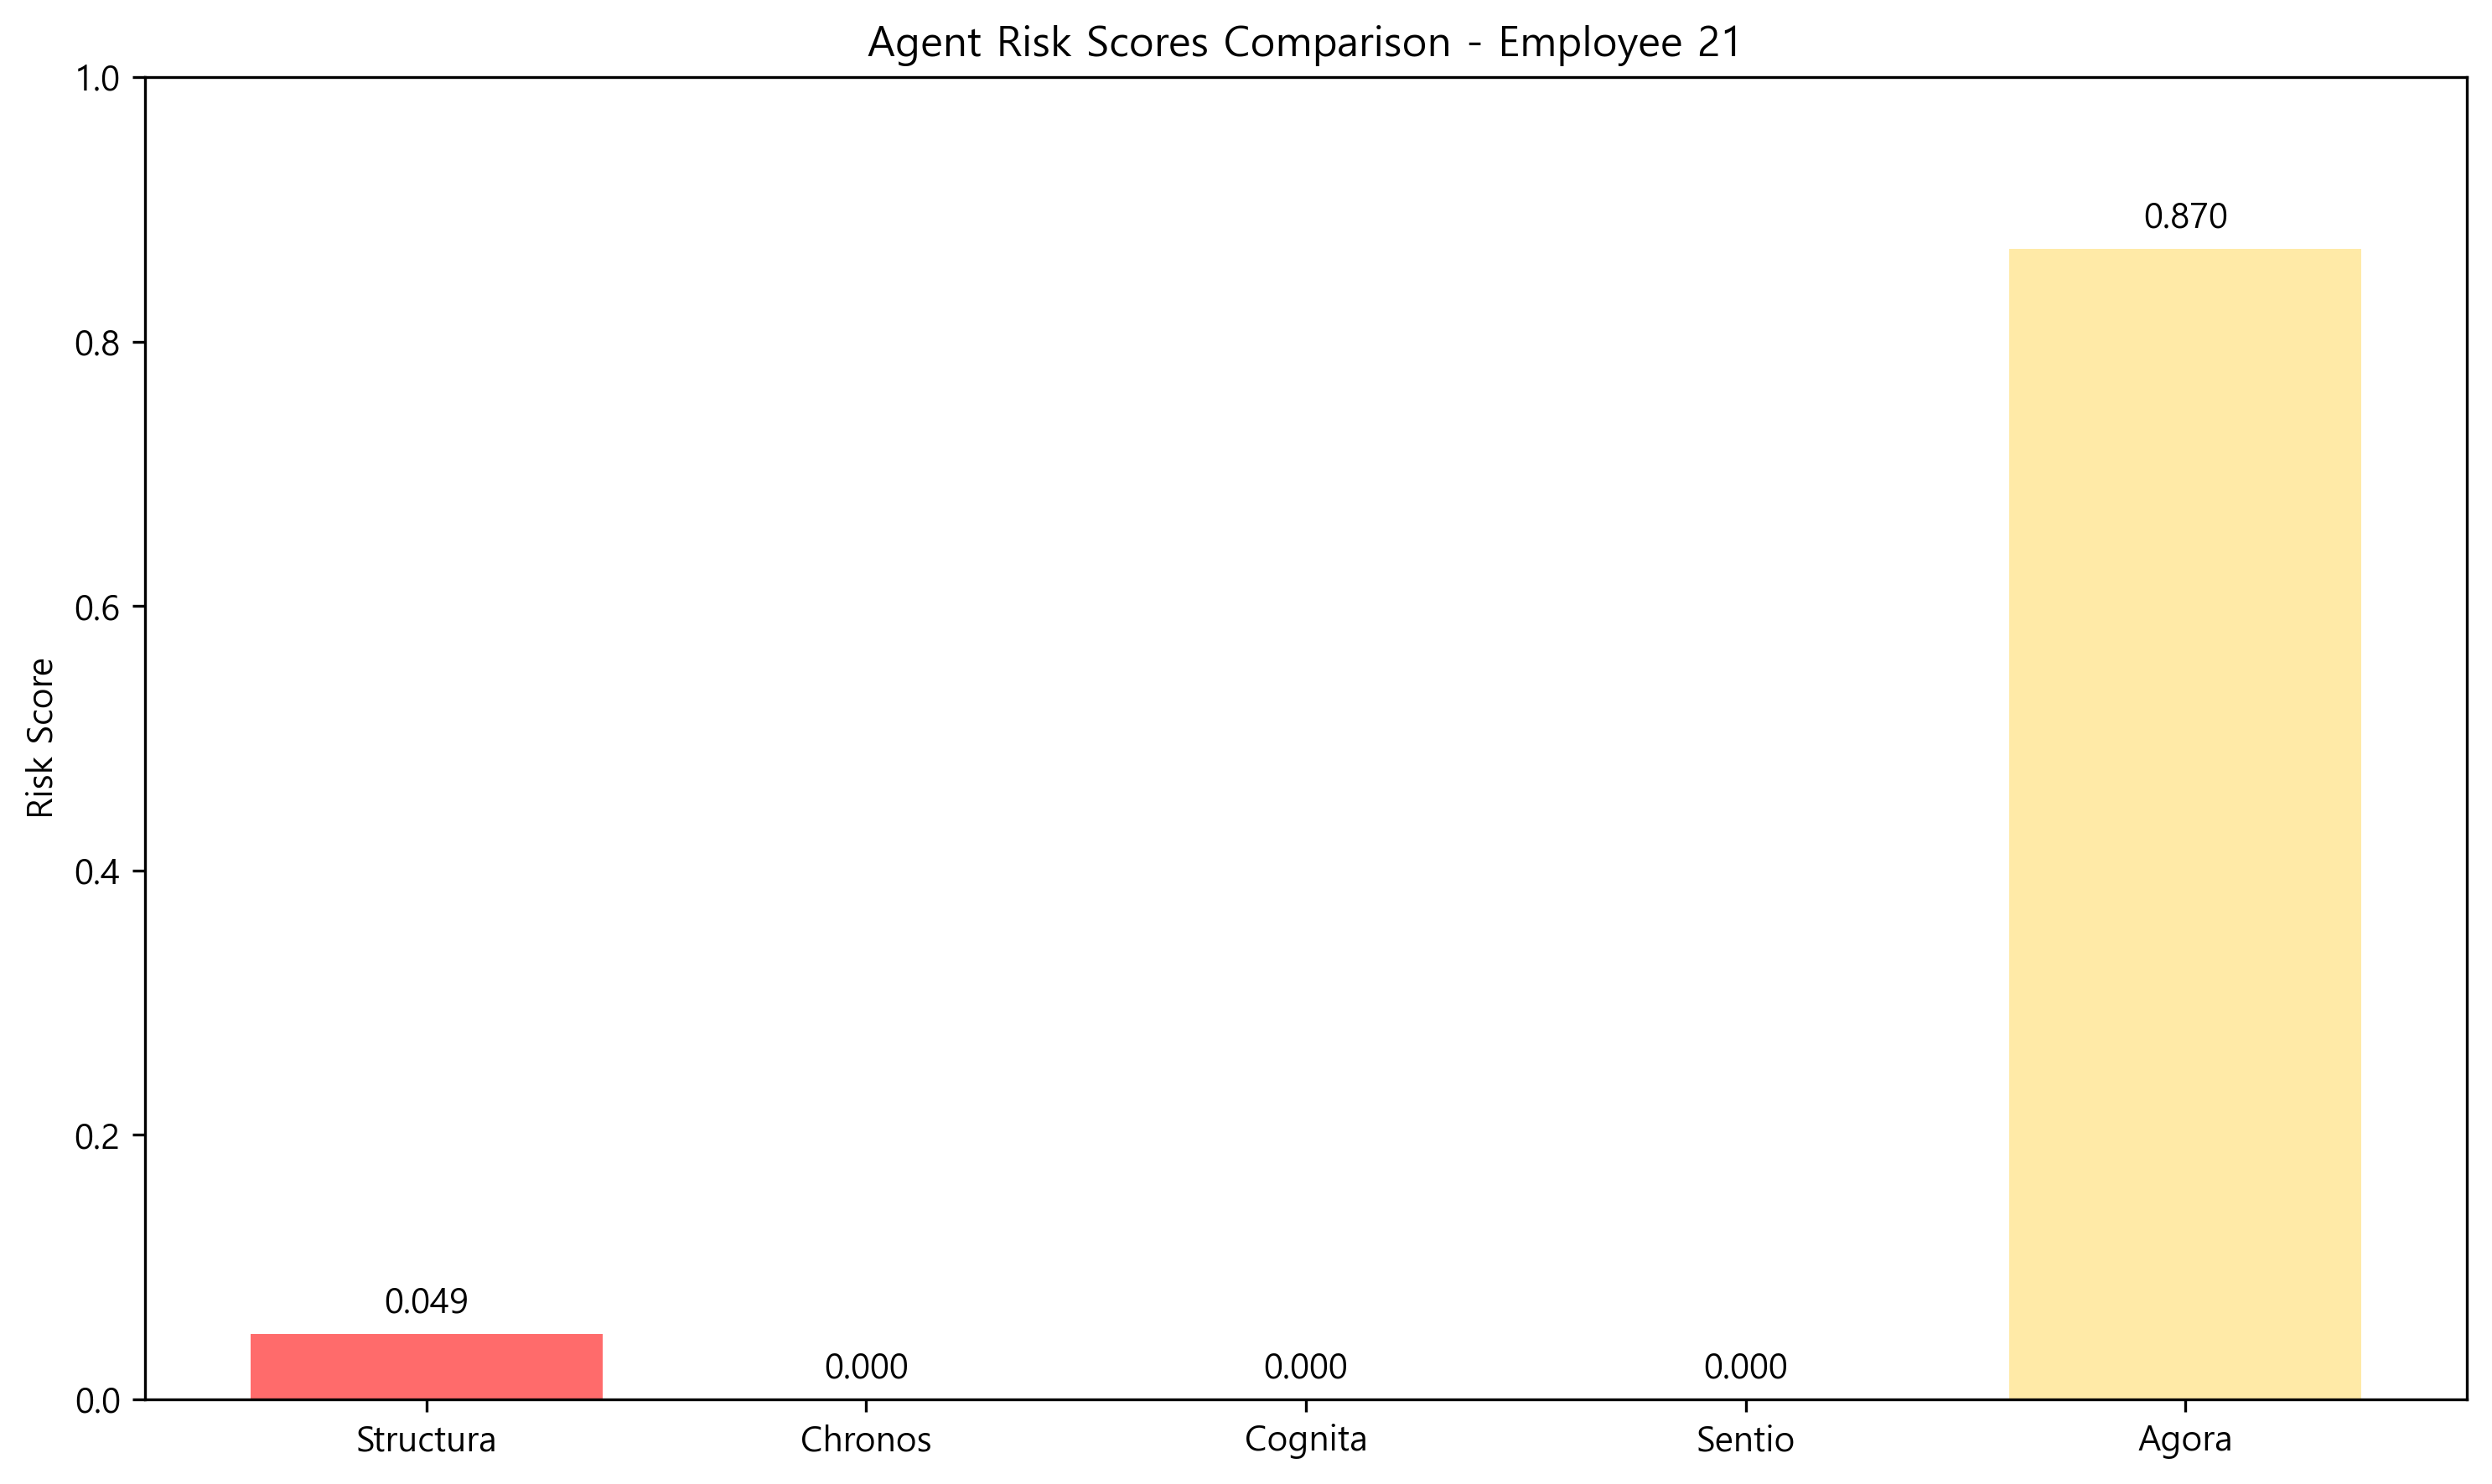 Agent Risk Scores Comparison - Employee 21
1.0
0.8
0.6
0.4
0.2
0.0
Risk Score
0.049
0.000
0.000
0.000
0.870
Structura
Chronos
Cognita
Sentio
Agora